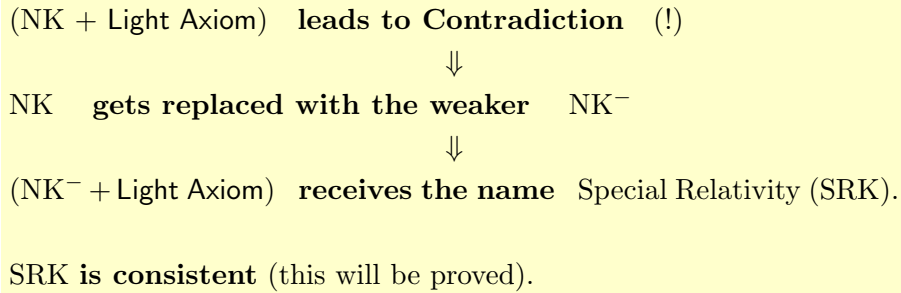 (NK + Light Axiom) leads to Contradiction (!)
⇓
NK gets replaced with the weaker NK⁻
⇓
(NK⁻ + Light Axiom) receives the name Special Relativity (SRK).
SRK is consistent (this will be proved).